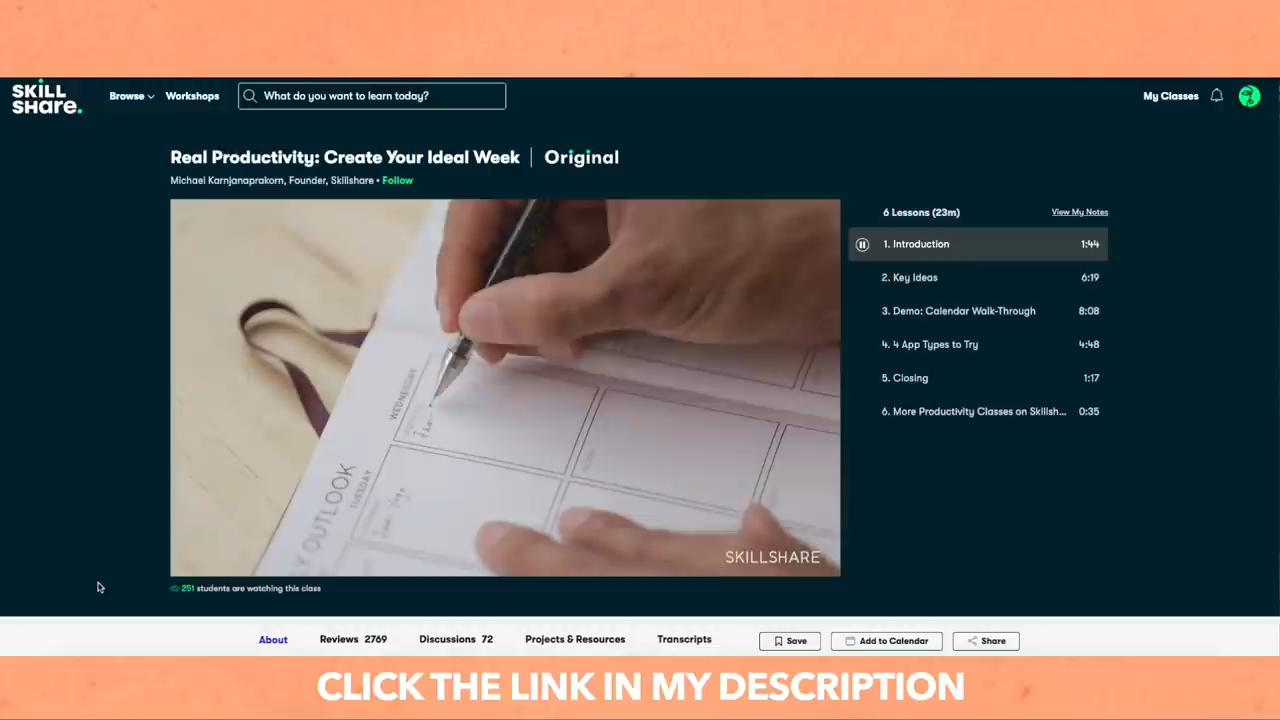 SKILL
SHare.
Browse
Workshops
What do you want to learn today?
My Classes
Real Productivity: Create Your Ideal Week | Original
Michael Karnjanaprakorn, Founder, Skillshare • Follow
6 Lessons (23m)
View My Notes
1. Introduction 1:44
2. Key Ideas 6:19
3. Demo: Calendar Walk-Through 8:08
4. 4 App Types to Try 4:48
5. Closing 1:17
6. More Productivity Classes on Skillsh... 0:35
WEDNESDAY
TUESDAY
Y OUTLOOK
SKILLSHARE
251 students are watching this class
About
Reviews 2769
Discussions 72
Projects & Resources
Transcripts
Save
Add to Calendar
Share
CLICK THE LINK IN MY DESCRIPTION